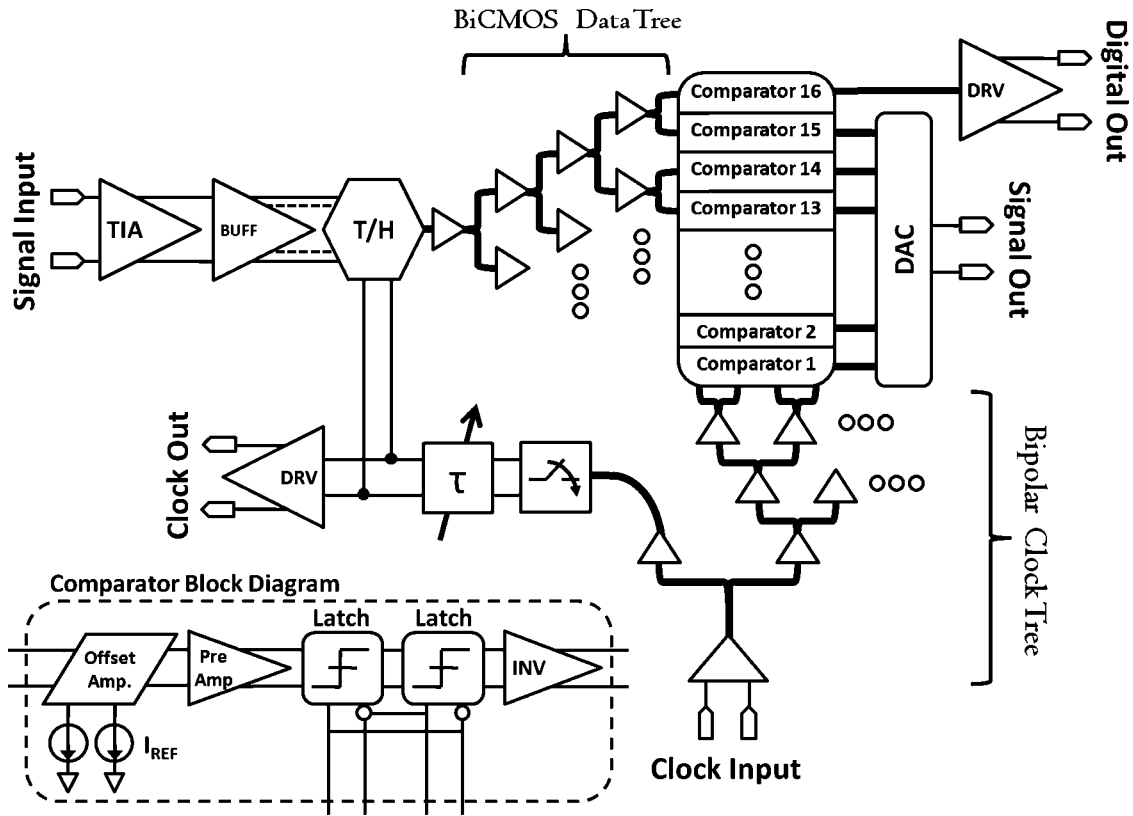 BiCMOS Data Tree
Digital Out
DRV
Comparator 16
Comparator 15
Comparator 14
Comparator 13
Comparator 2
Comparator 1
DAC
Signal Out
Signal Input
TIA
BUFF
T/H
Clock Out
DRV
τ
Bipolar Clock Tree
Clock Input
Comparator Block Diagram
Latch
Latch
Offset
Amp.
Pre
Amp
INV
IREF